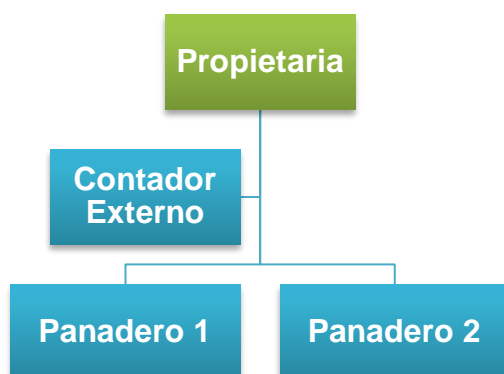 Propietaria
Contador
Externo
Panadero 1
Panadero 2